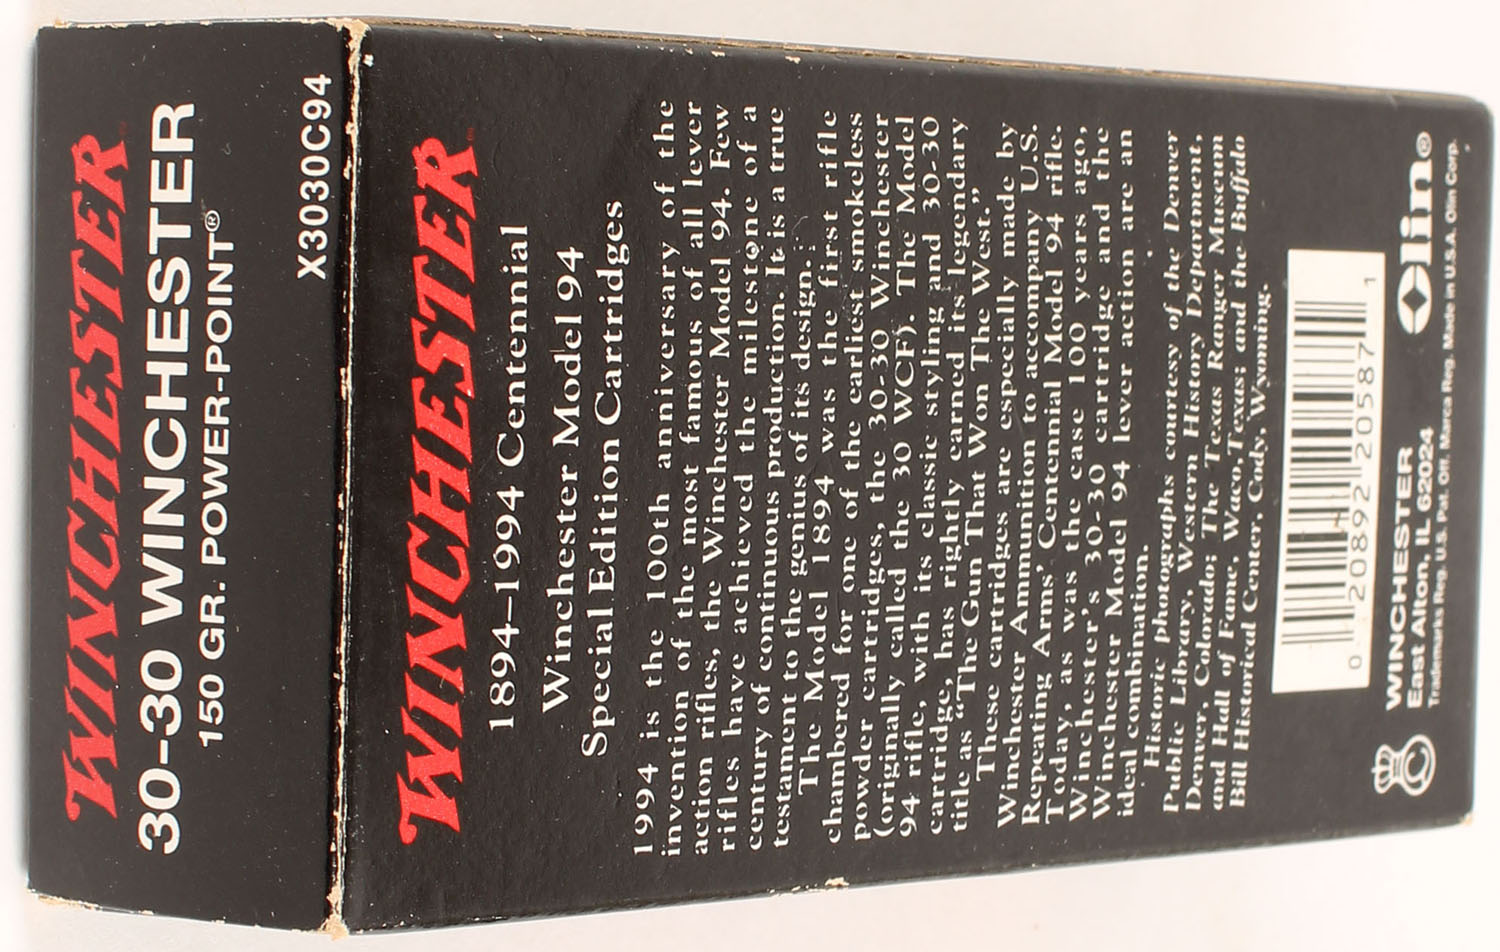 WINCHESTER
30-30 WINCHESTER
150 GR. POWER-POINT®
X3030C94
WINCHESTER
1894–1994 Centennial
Winchester Model 94
Special Edition Cartridges
1994 is the 100th anniversary of the
invention of the most famous of all lever
action rifles, the Winchester Model 94. Few
rifles have achieved the milestone of a
century of continuous production. It is a true
testament to the genius of its design.
The Model 1894 was the first rifle
chambered for one of the earliest smokeless
powder cartridges, the 30-30 Winchester
(originally called the 30 WCF). The Model
94 rifle, with its classic styling and 30-30
cartridge, has rightly earned its legendary
title as “The Gun That Won The West.”
These cartridges are especially made by
Winchester Ammunition to accompany U.S.
Repeating Arms’ Centennial Model 94 rifle.
Today, as was the case 100 years ago,
Winchester’s 30-30 cartridge and the
Winchester Model 94 lever action are an
ideal combination.
Historic photographs courtesy of the Denver
Public Library, Western History Department,
Denver, Colorado; The Texas Ranger Museum
and Hall of Fame, Waco, Texas; and the Buffalo
Bill Historical Center, Cody, Wyoming.
0 20892 20587 1
WINCHESTER
East Alton, IL 62024
Olin®
Trademarks Reg. U.S. Pat. Off. Marca Reg. Made in U.S.A. Olin Corp.